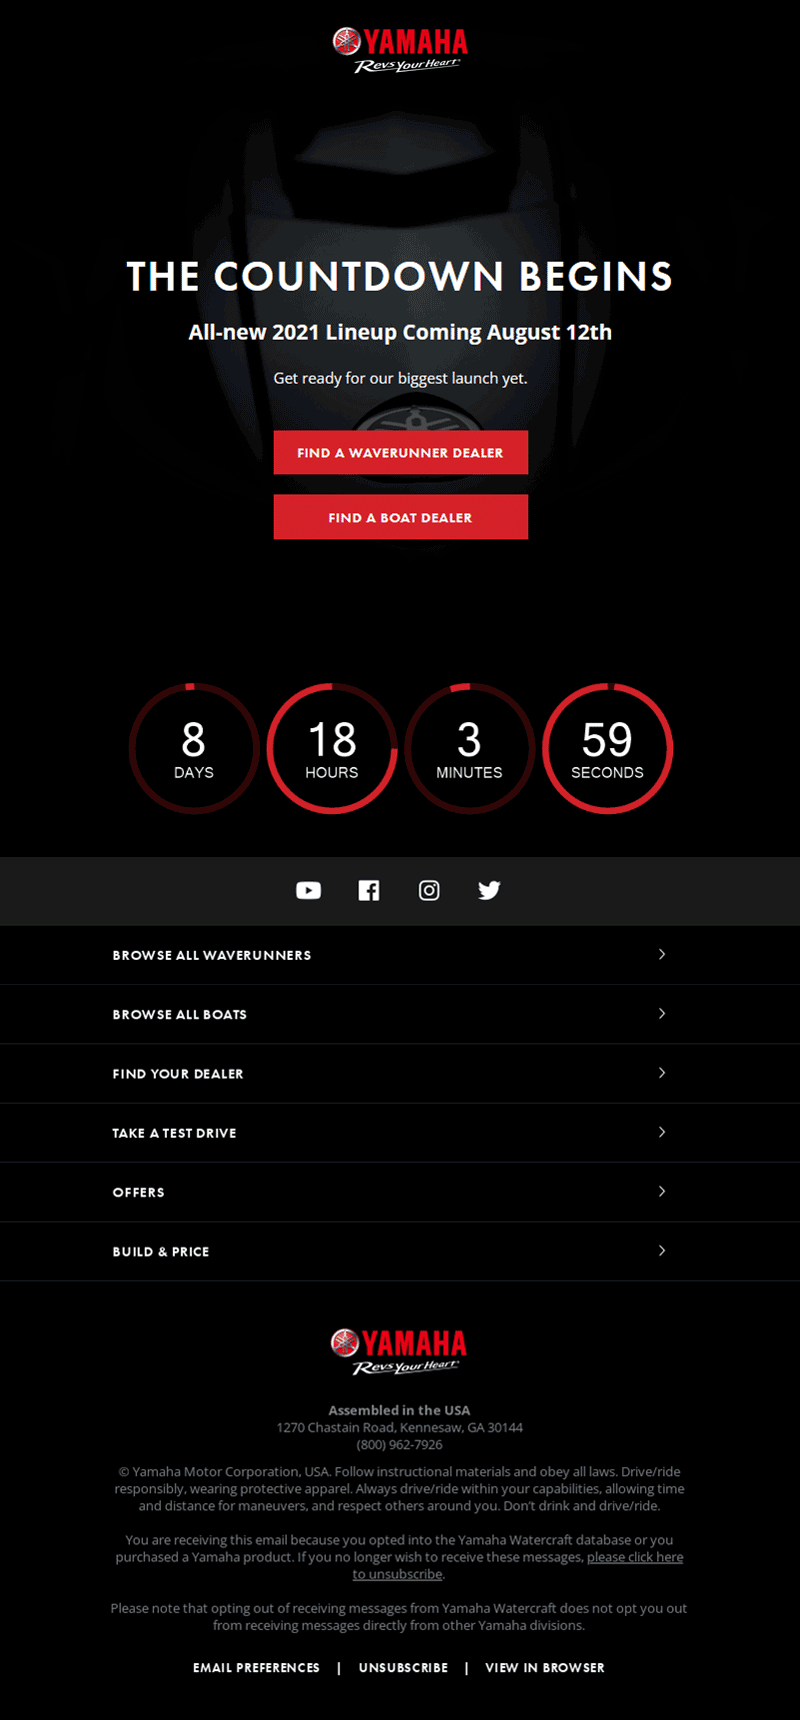 YAMAHA
Revs Your Heart
THE COUNTDOWN BEGINS
All-new 2021 Lineup Coming August 12th
Get ready for our biggest launch yet.
FIND A WAVERUNNER DEALER
FIND A BOAT DEALER
8 18 3 59
DAYS HOURS MINUTES SECONDS
BROWSE ALL WAVERUNNERS
BROWSE ALL BOATS
FIND YOUR DEALER
TAKE A TEST DRIVE
OFFERS
BUILD & PRICE
YAMAHA
Revs Your Heart
Assembled in the USA
1270 Chastain Road, Kennesaw, GA 30144
(800) 962-7926
© Yamaha Motor Corporation, USA. Follow instructional materials and obey all laws. Drive/ride
responsibly, wearing protective apparel. Always drive/ride within your capabilities, allowing time
and distance for maneuvers, and respect others around you. Don't drink and drive/ride.
You are receiving this email because you opted into the Yamaha Watercraft database or you
purchased a Yamaha product. If you no longer wish to receive these messages, please click here
to unsubscribe.
Please note that opting out of receiving messages from Yamaha Watercraft does not opt you out
from receiving messages directly from other Yamaha divisions.
EMAIL PREFERENCES | UNSUBSCRIBE | VIEW IN BROWSER